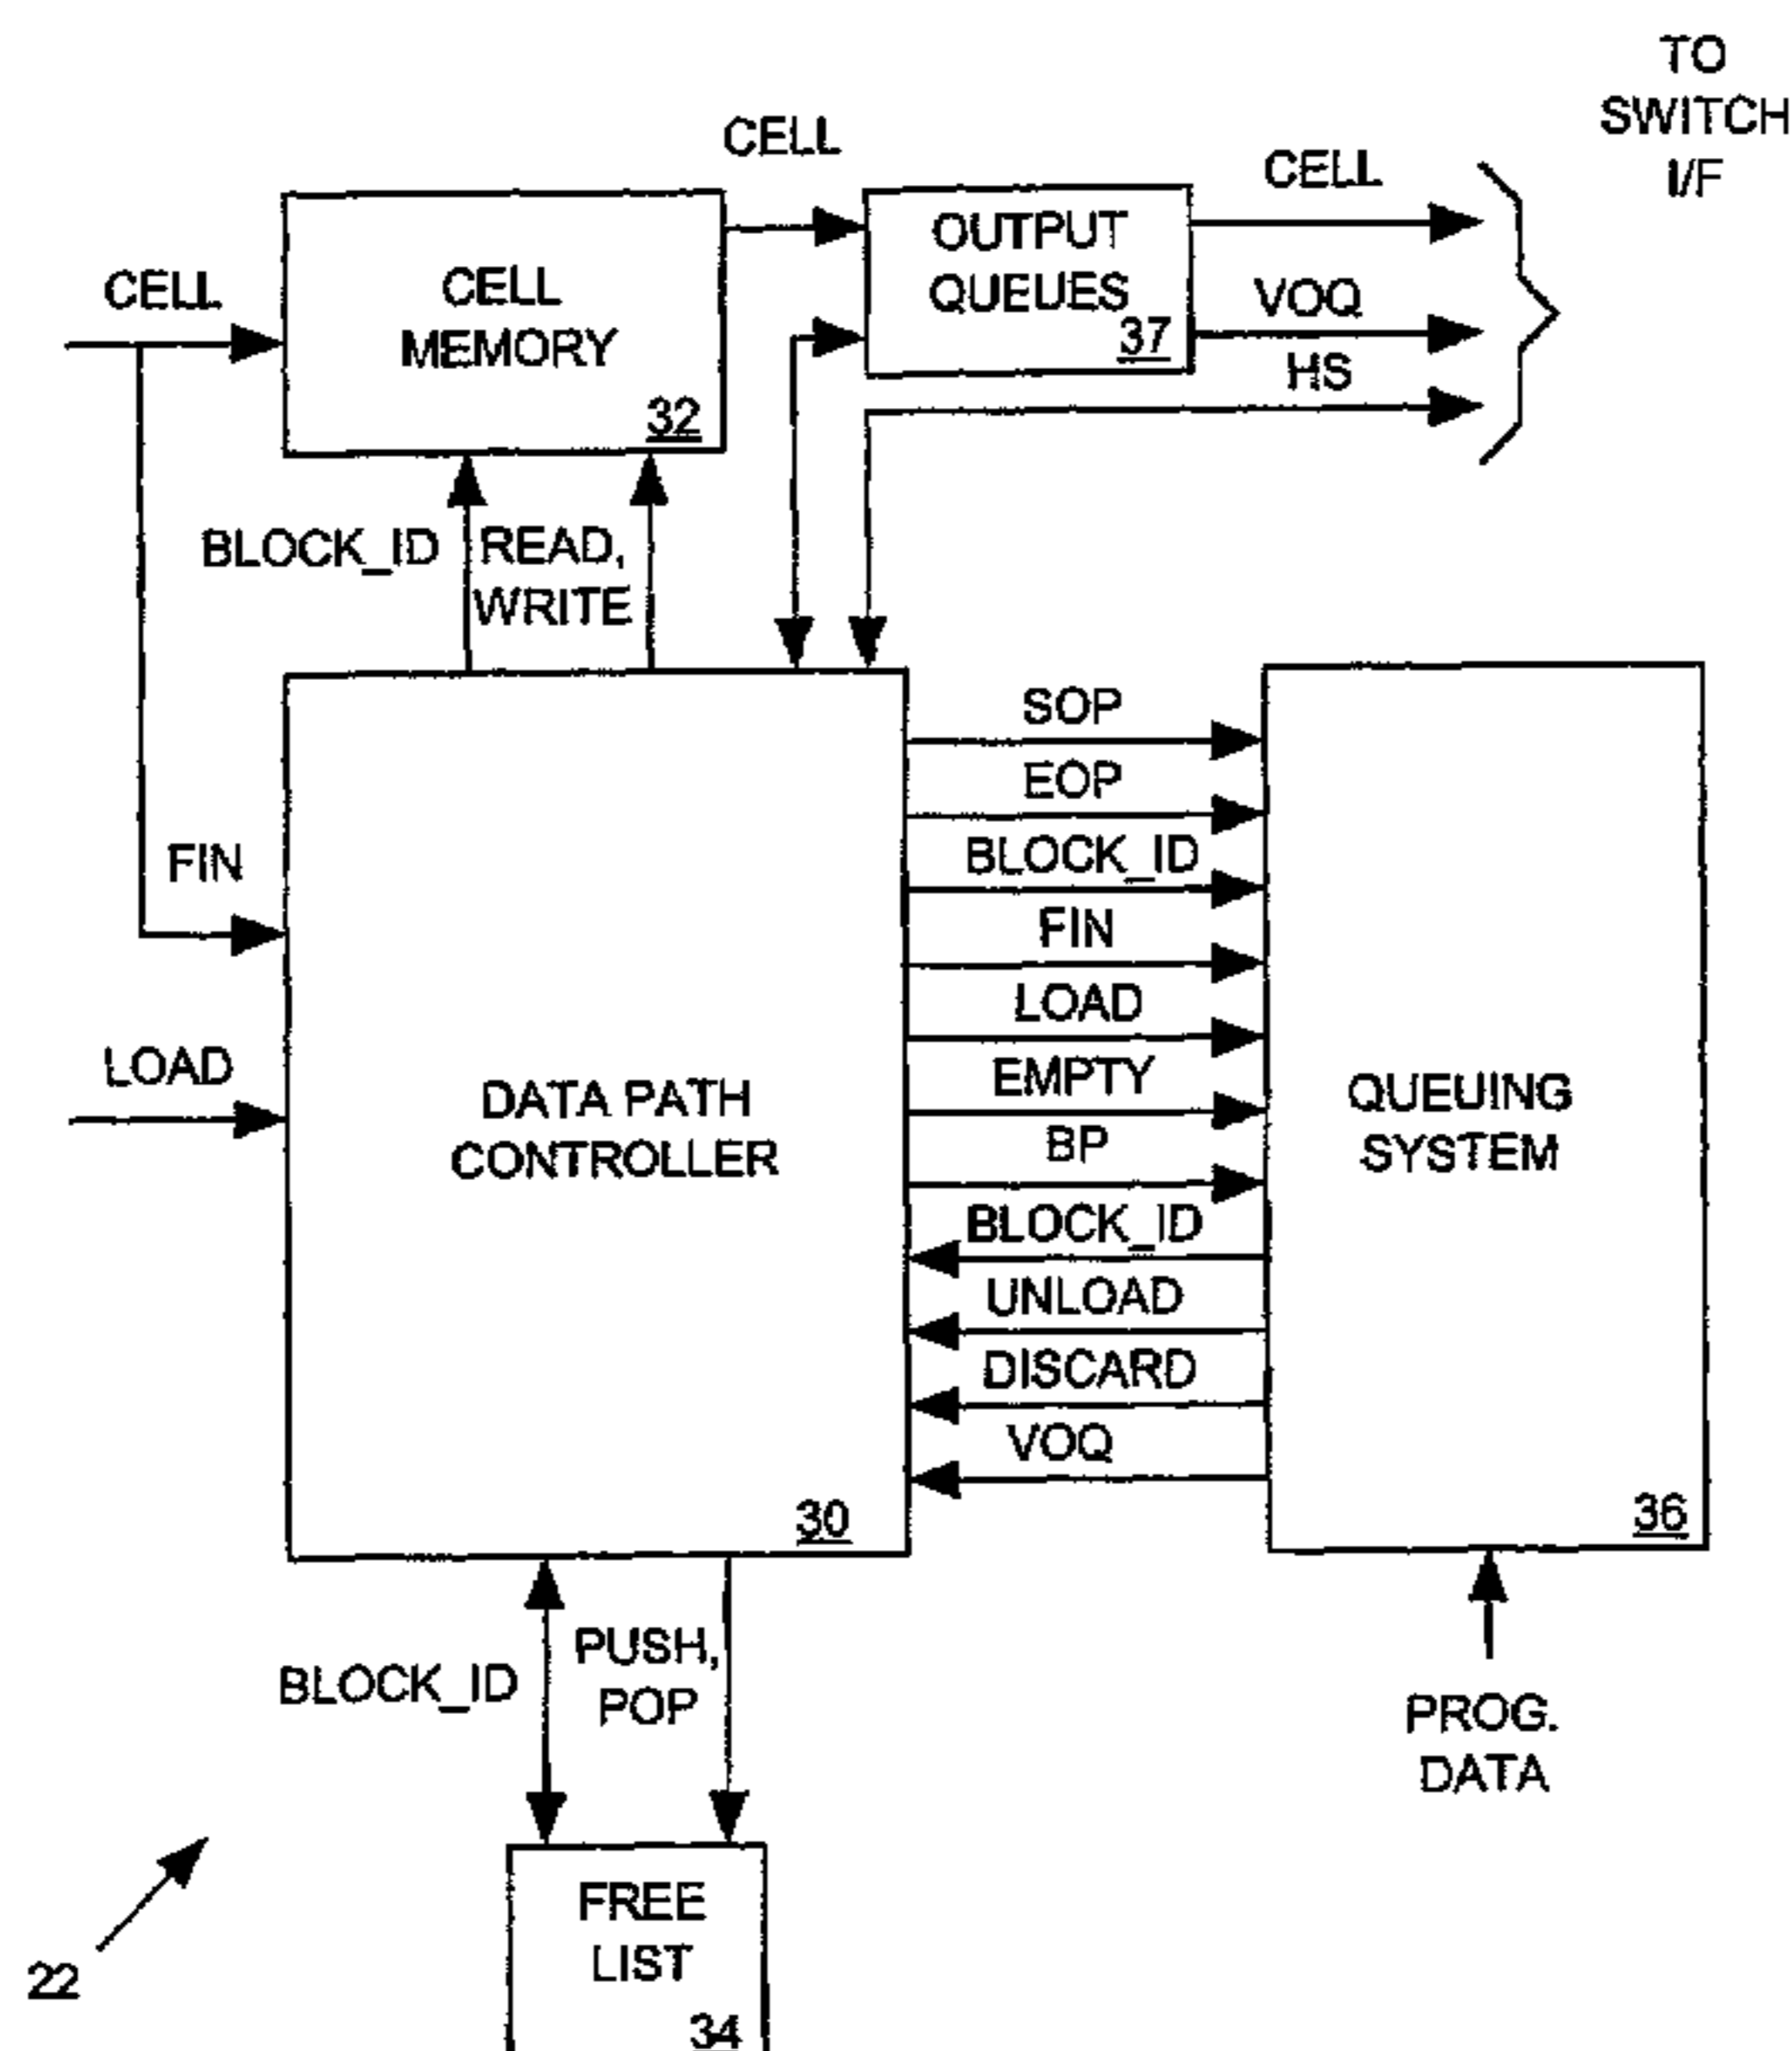 TO
SWITCH
I/F
CELL
CELL
CELL
CELL
MEMORY
32
OUTPUT
QUEUES
37
VOQ
HS
BLOCK_ID
READ,
WRITE
SOP
EOP
BLOCK_ID
FIN
LOAD
EMPTY
BP
BLOCK_ID
UNLOAD
DISCARD
VOQ
FIN
LOAD
DATA PATH
CONTROLLER
30
QUEUING
SYSTEM
36
BLOCK_ID
PUSH,
POP
PROG.
DATA
FREE
LIST
34
22